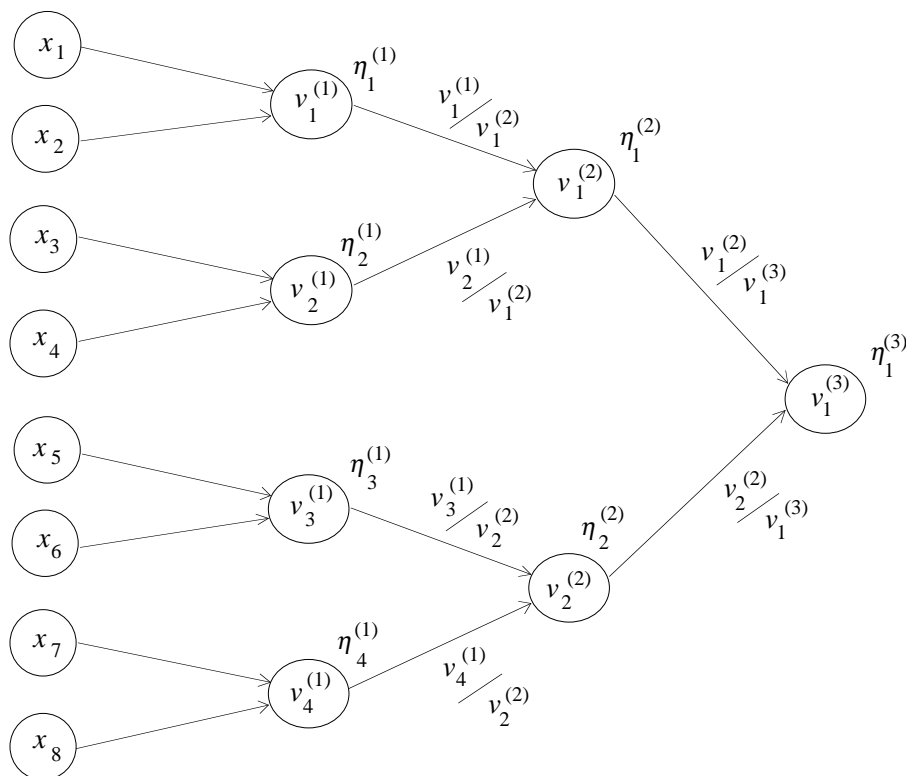 x₁
η₁⁽¹⁾
v₁⁽¹⁾
v₁⁽¹⁾ / v₁⁽²⁾
x₂
η₁⁽²⁾
v₁⁽²⁾
x₃
η₂⁽¹⁾
v₂⁽¹⁾
v₂⁽¹⁾ / v₁⁽²⁾
v₁⁽²⁾ / v₁⁽³⁾
x₄
η₁⁽³⁾
v₁⁽³⁾
x₅
η₃⁽¹⁾
v₃⁽¹⁾
v₃⁽¹⁾ / v₂⁽²⁾
v₂⁽²⁾ / v₁⁽³⁾
x₆
η₂⁽²⁾
v₂⁽²⁾
x₇
η₄⁽¹⁾
v₄⁽¹⁾
v₄⁽¹⁾ / v₂⁽²⁾
x₈